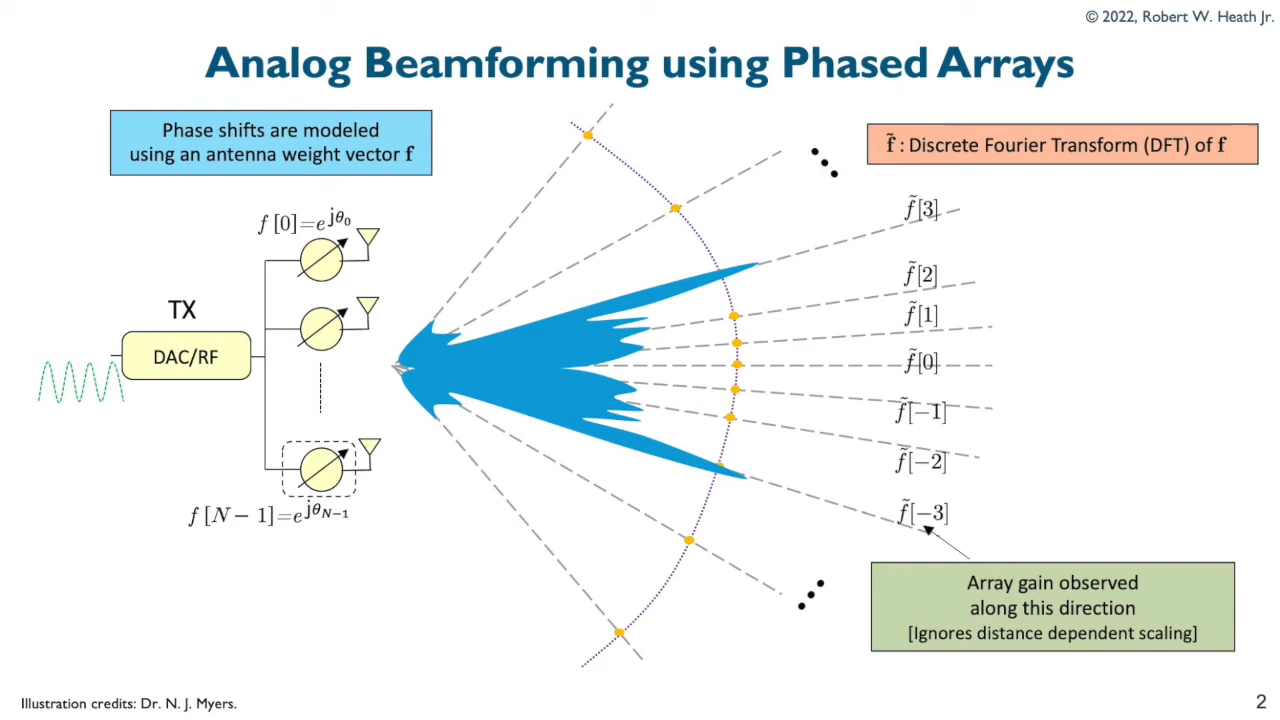 © 2022, Robert W. Heath Jr.
Analog Beamforming using Phased Arrays
Phase shifts are modeled
using an antenna weight vector f
f̃ : Discrete Fourier Transform (DFT) of f
f [0]=e^{jθ₀}
TX
DAC/RF
f [N − 1]=e^{jθ_{N−1}}
f̃[3]
f̃[2]
f̃[1]
f̃[0]
f̃[−1]
f̃[−2]
f̃[−3]
Array gain observed
along this direction
[Ignores distance dependent scaling]
Illustration credits: Dr. N. J. Myers.
2